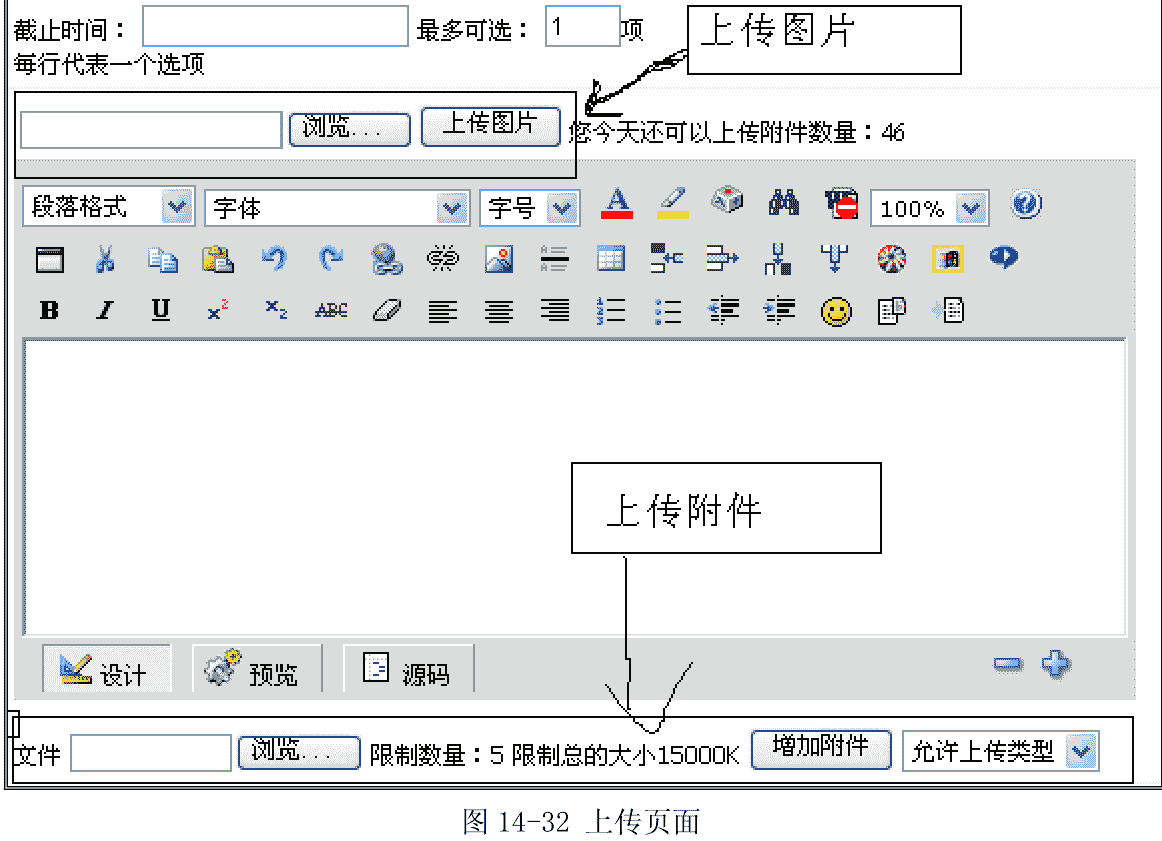 截止时间： 最多可选： 1 项 上传图片
每行代表一个选项
浏览... 上传图片 您今天还可以上传附件数量：46
段落格式 字体 字号 A 100%
B I U x² x₂ ABC
上传附件
设计 预览 源码
文件 浏览... 限制数量：5 限制总的大小15000K 增加附件 允许上传类型
图 14-32 上传页面